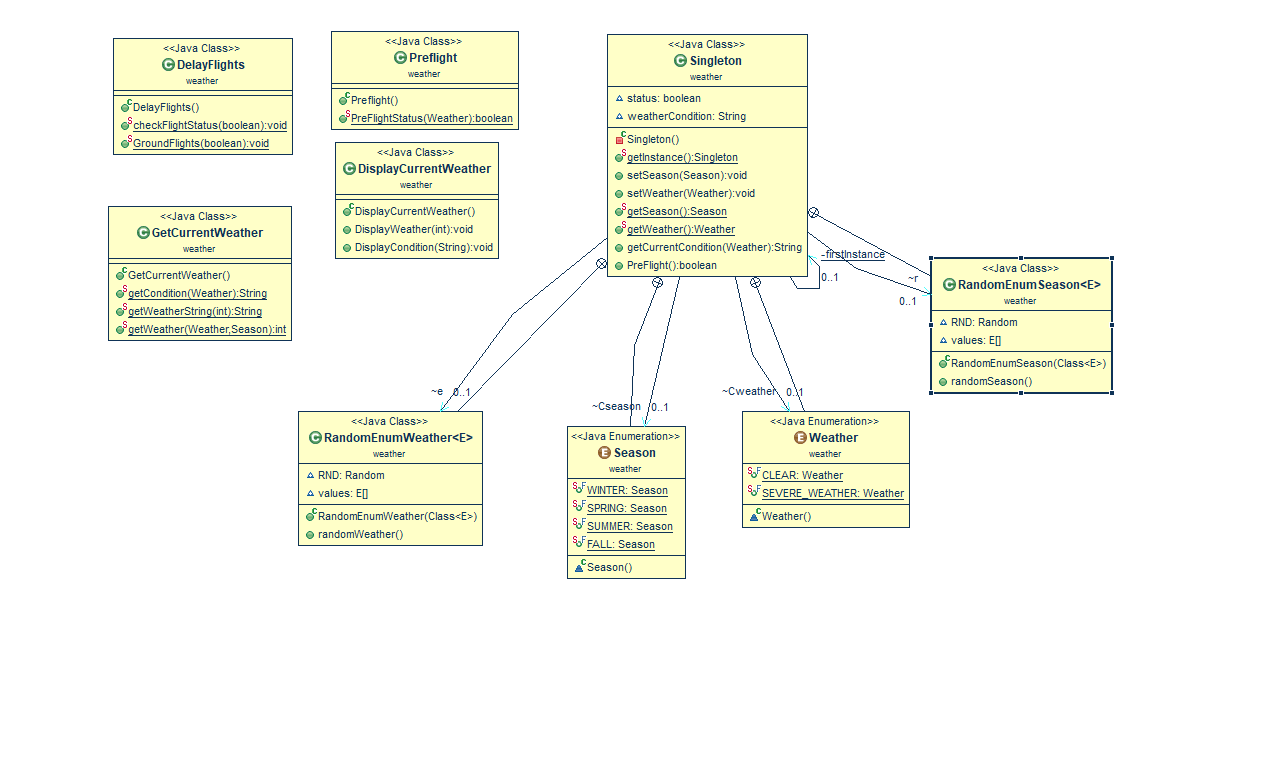 <<Java Class>>
DelayFlights
weather
DelayFlights()
checkFlightStatus(boolean):void
GroundFlights(boolean):void
<<Java Class>>
Preflight
weather
Preflight()
PreFlightStatus(Weather):boolean
<<Java Class>>
DisplayCurrentWeather
weather
DisplayCurrentWeather()
DisplayWeather(int):void
DisplayCondition(String):void
<<Java Class>>
GetCurrentWeather
weather
GetCurrentWeather()
getCondition(Weather):String
getWeatherString(int):String
getWeather(Weather,Season):int
<<Java Class>>
Singleton
weather
status: boolean
weatherCondition: String
Singleton()
getInstance():Singleton
setSeason(Season):void
setWeather(Weather):void
getSeason():Season
getWeather():Weather
getCurrentCondition(Weather):String
PreFlight():boolean
-firstInstance
0..1
~r
0..1
<<Java Class>>
RandomEnumSeason<E>
weather
RND: Random
values: E[]
RandomEnumSeason(Class<E>)
randomSeason()
~e 0..1
~Cseason 0..1
~Cweather 0..1
<<Java Class>>
RandomEnumWeather<E>
weather
RND: Random
values: E[]
RandomEnumWeather(Class<E>)
randomWeather()
<<Java Enumeration>>
Season
weather
WINTER: Season
SPRING: Season
SUMMER: Season
FALL: Season
Season()
<<Java Enumeration>>
Weather
weather
CLEAR: Weather
SEVERE_WEATHER: Weather
Weather()